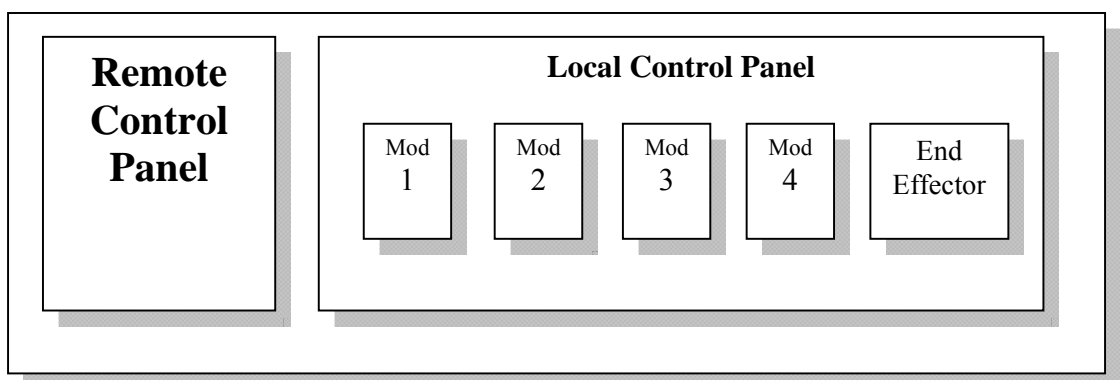 Remote
Control
Panel
Local Control Panel
Mod
1
Mod
2
Mod
3
Mod
4
End
Effector